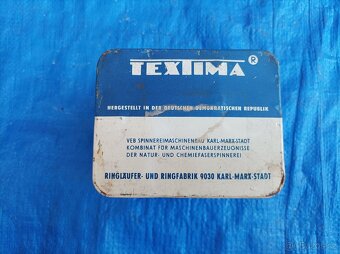 TEXTIMA ®
HERGESTELLT IN DER DEUTSCHEN DEMOKRATISCHEN REPUBLIK
VEB SPINNEREIMASCHINENBAU KARL-MARX-STADT
KOMBINAT FÜR MASCHINENBAUERZEUGNISSE
DER NATUR- UND CHEMIEFASERSPINNEREI
RINGLÄUFER- UND RINGFABRIK 9030 KARL-MARX-STADT